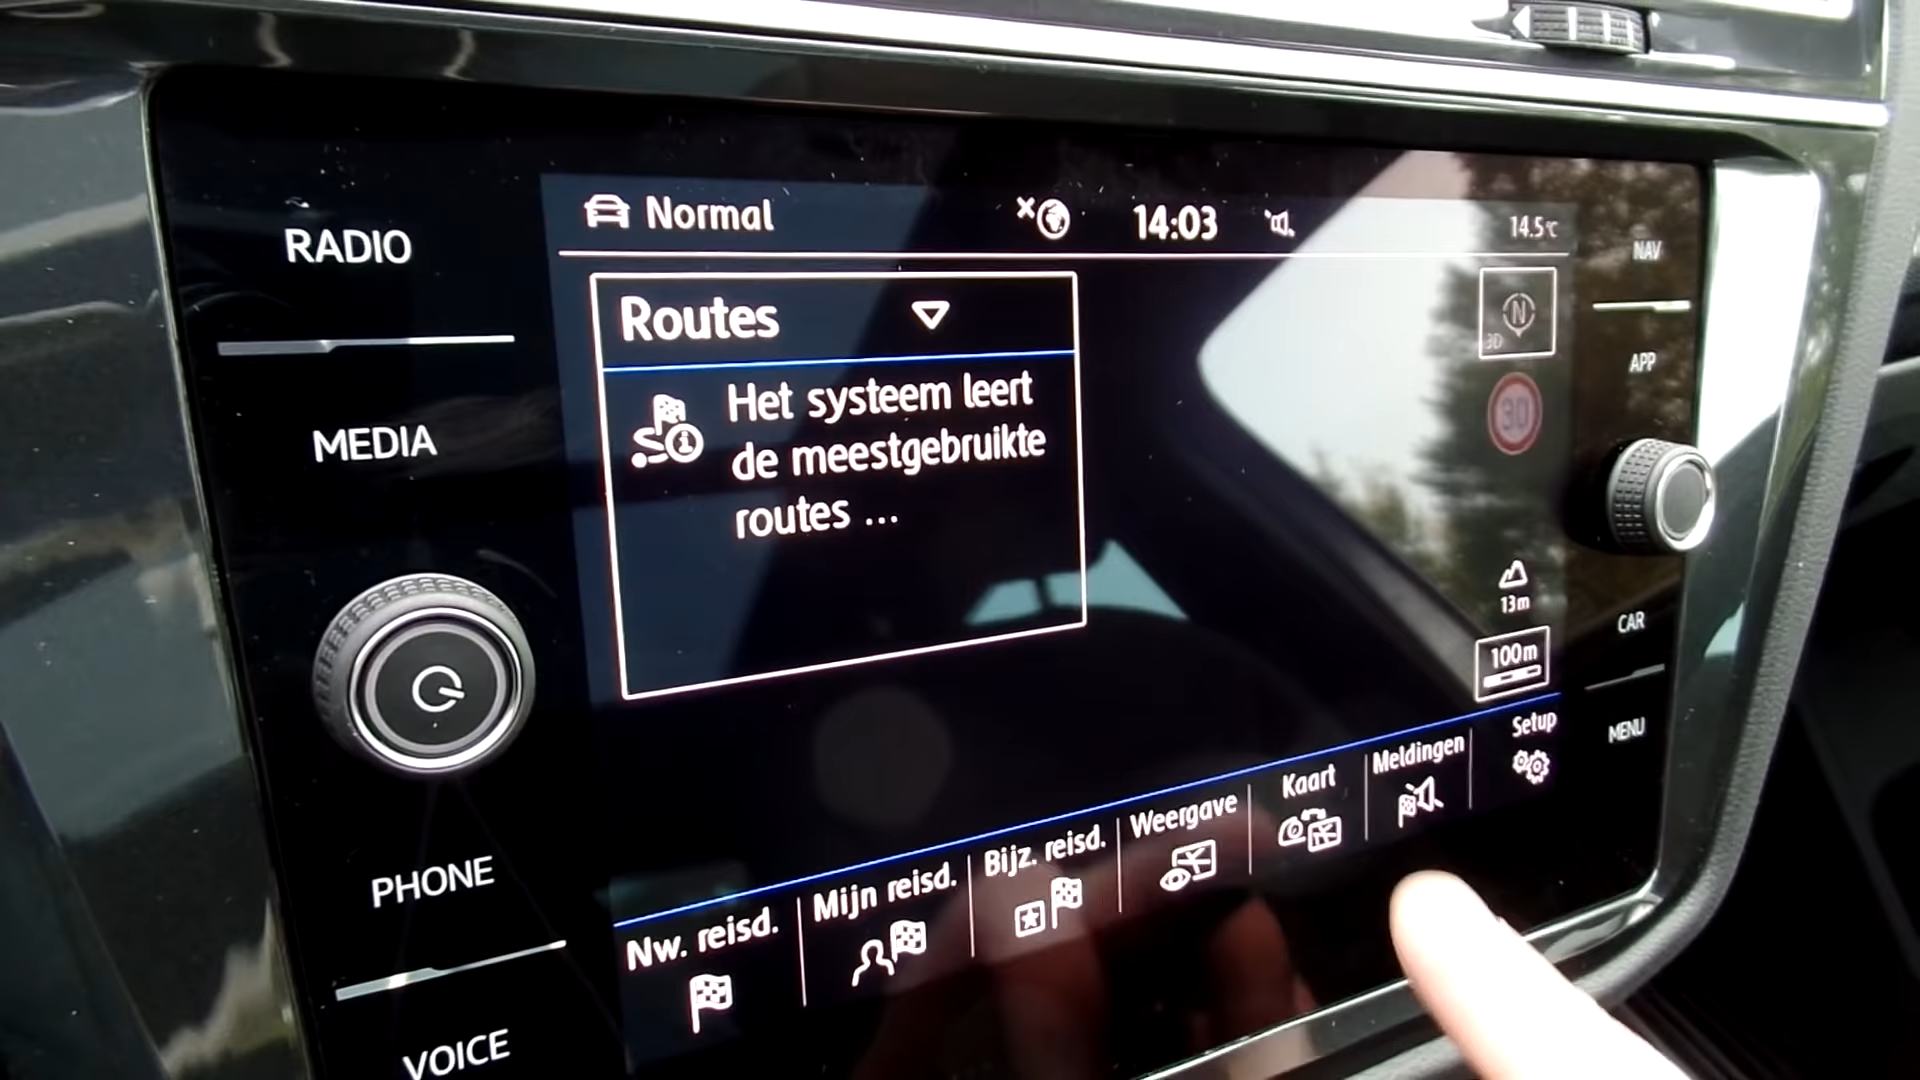 RADIO
MEDIA
PHONE
VOICE
Normal
14:03
14.5°C
Routes
Het systeem leert
de meestgebruikte
routes ...
N
3D
30
13m
100m
Nw. reisd.
Mijn reisd.
Bijz. reisd.
Weergave
Kaart
Meldingen
Setup
NAV
APP
CAR
MENU